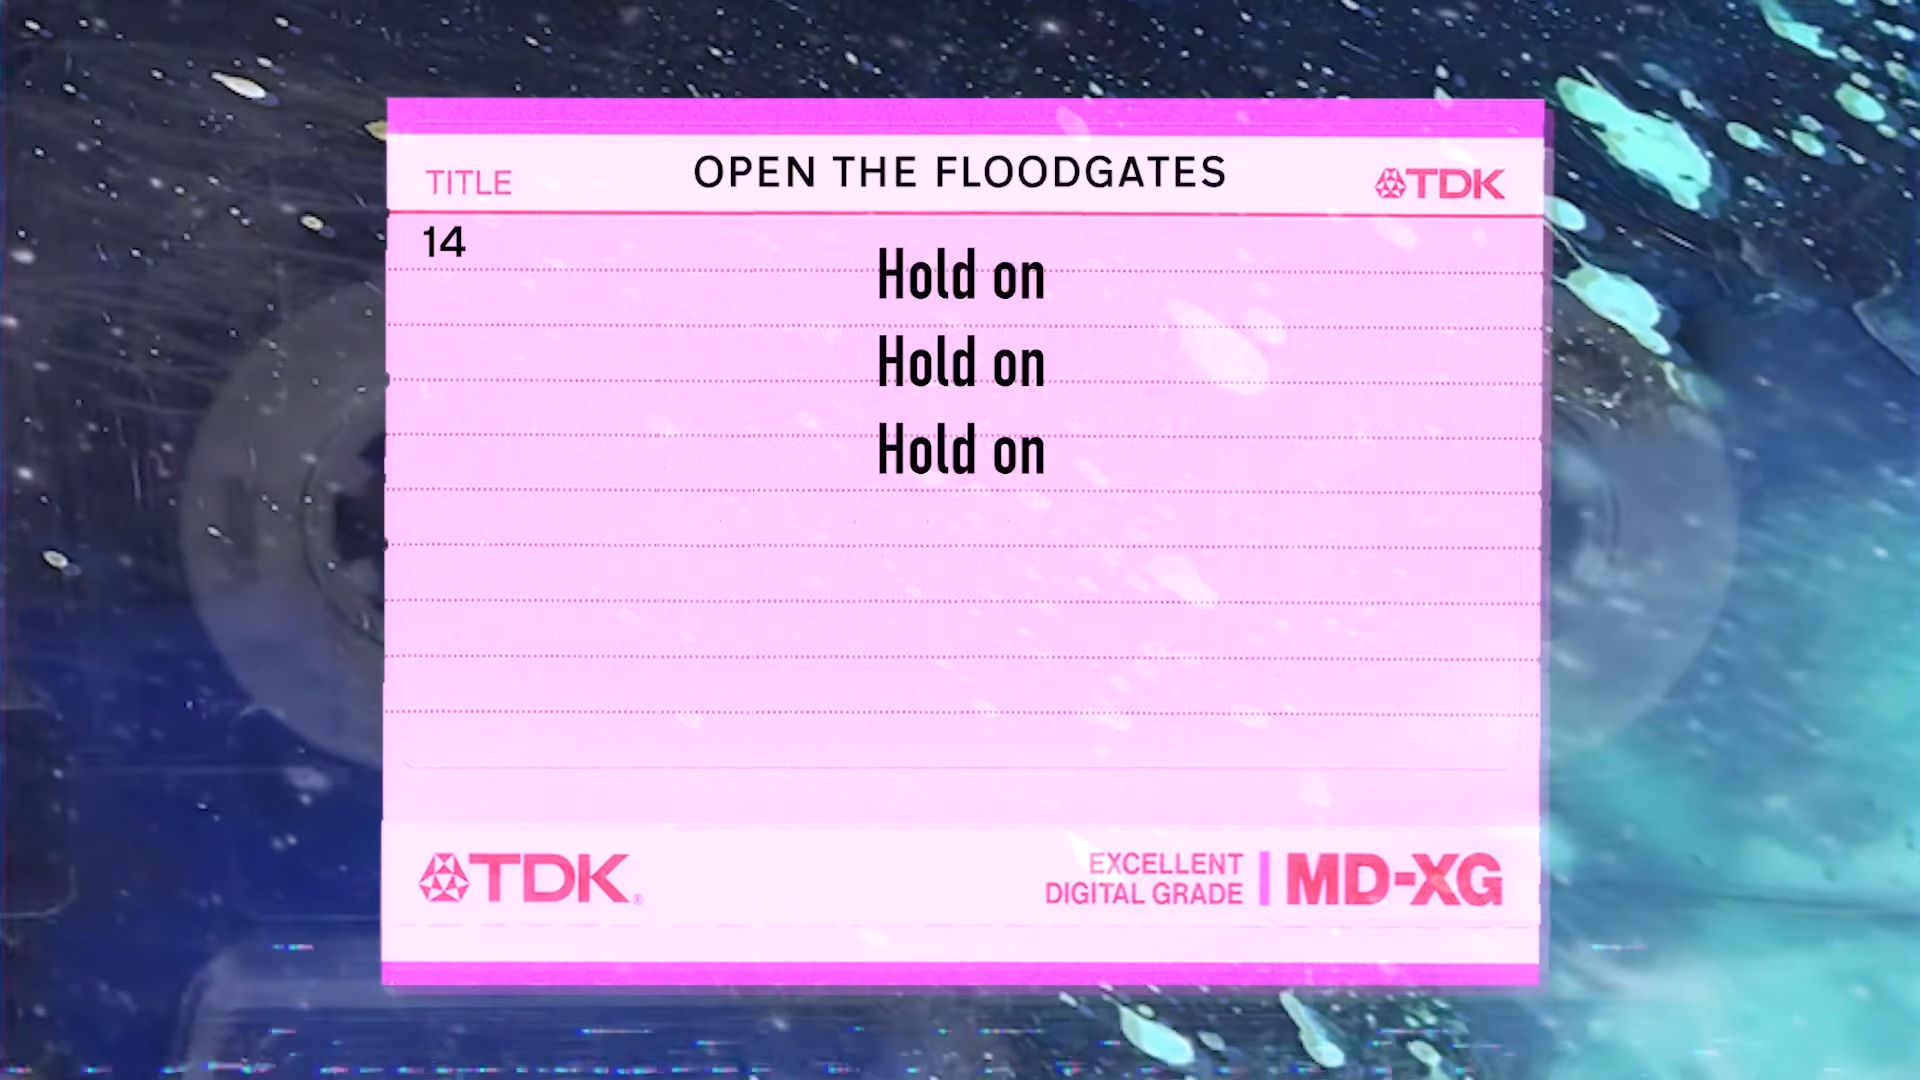 TITLE OPEN THE FLOODGATES TDK
14
Hold on
Hold on
Hold on
TDK®
EXCELLENT
DIGITAL GRADE
MD-XG